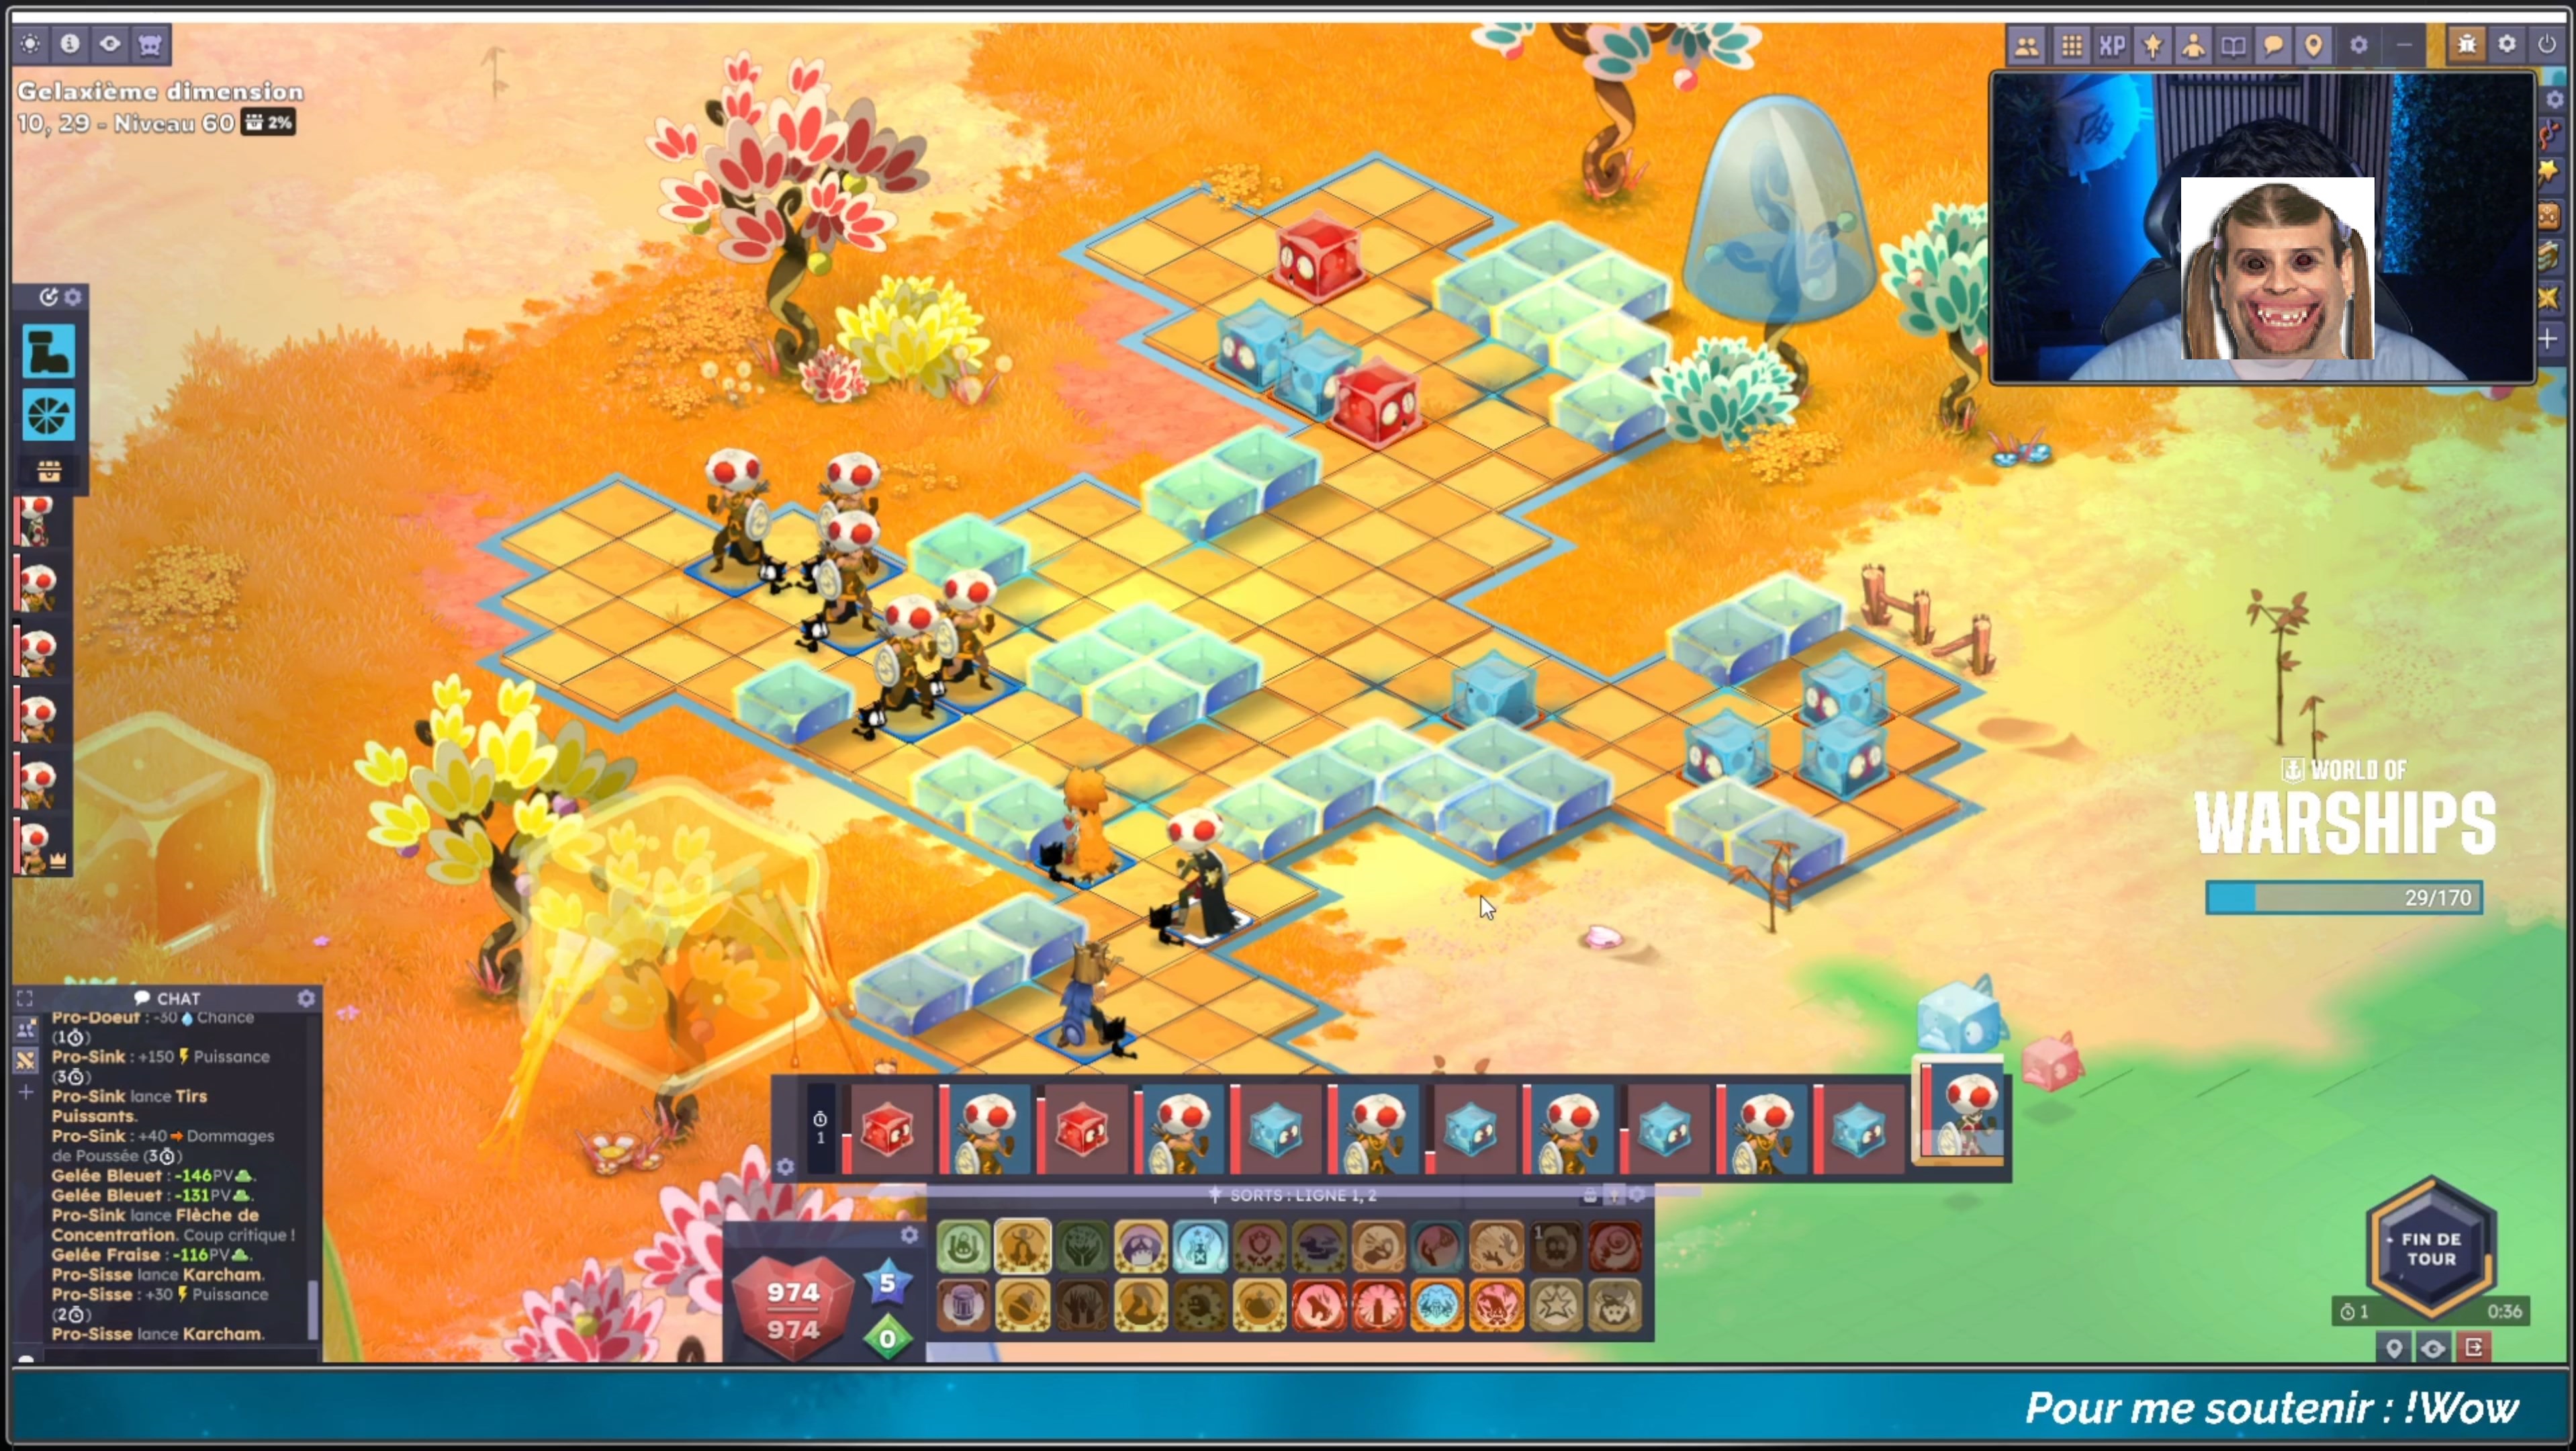 XP
Gelaxième dimension
10, 29 - Niveau 60 2%
WORLD OF
WARSHIPS
29/170
CHAT
Pro-Doeuf : -30 Chance
(1)
Pro-Sink : +150 Puissance
(3)
Pro-Sink lance Tirs
Puissants.
Pro-Sink : +40 Dommages
de Poussée (3)
Gelée Bleuet : -146PV.
Gelée Bleuet : -131PV.
Pro-Sink lance Flèche de
Concentration. Coup critique !
Gelée Fraise : -116PV.
Pro-Sisse lance Karcham.
Pro-Sisse : +30 Puissance
(2)
Pro-Sisse lance Karcham.
1
SORTS : LIGNE 1, 2
1
974
974
5
0
FIN DE
TOUR
1 0:36
Pour me soutenir : !Wow